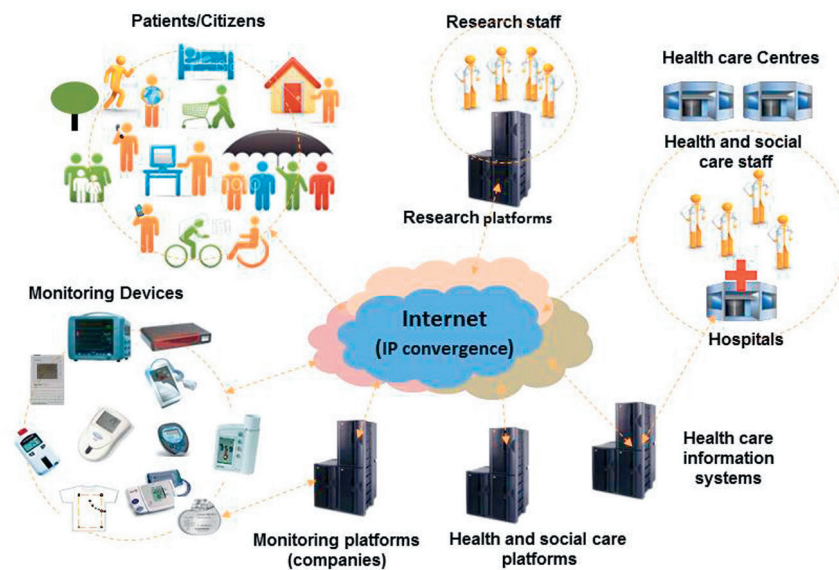 Patients/Citizens
Research staff
Health care Centres
Health and social
care staff
Research platforms
Monitoring Devices
Internet
(IP convergence)
Hospitals
Health care
information
systems
Monitoring platforms
(companies)
Health and social care
platforms